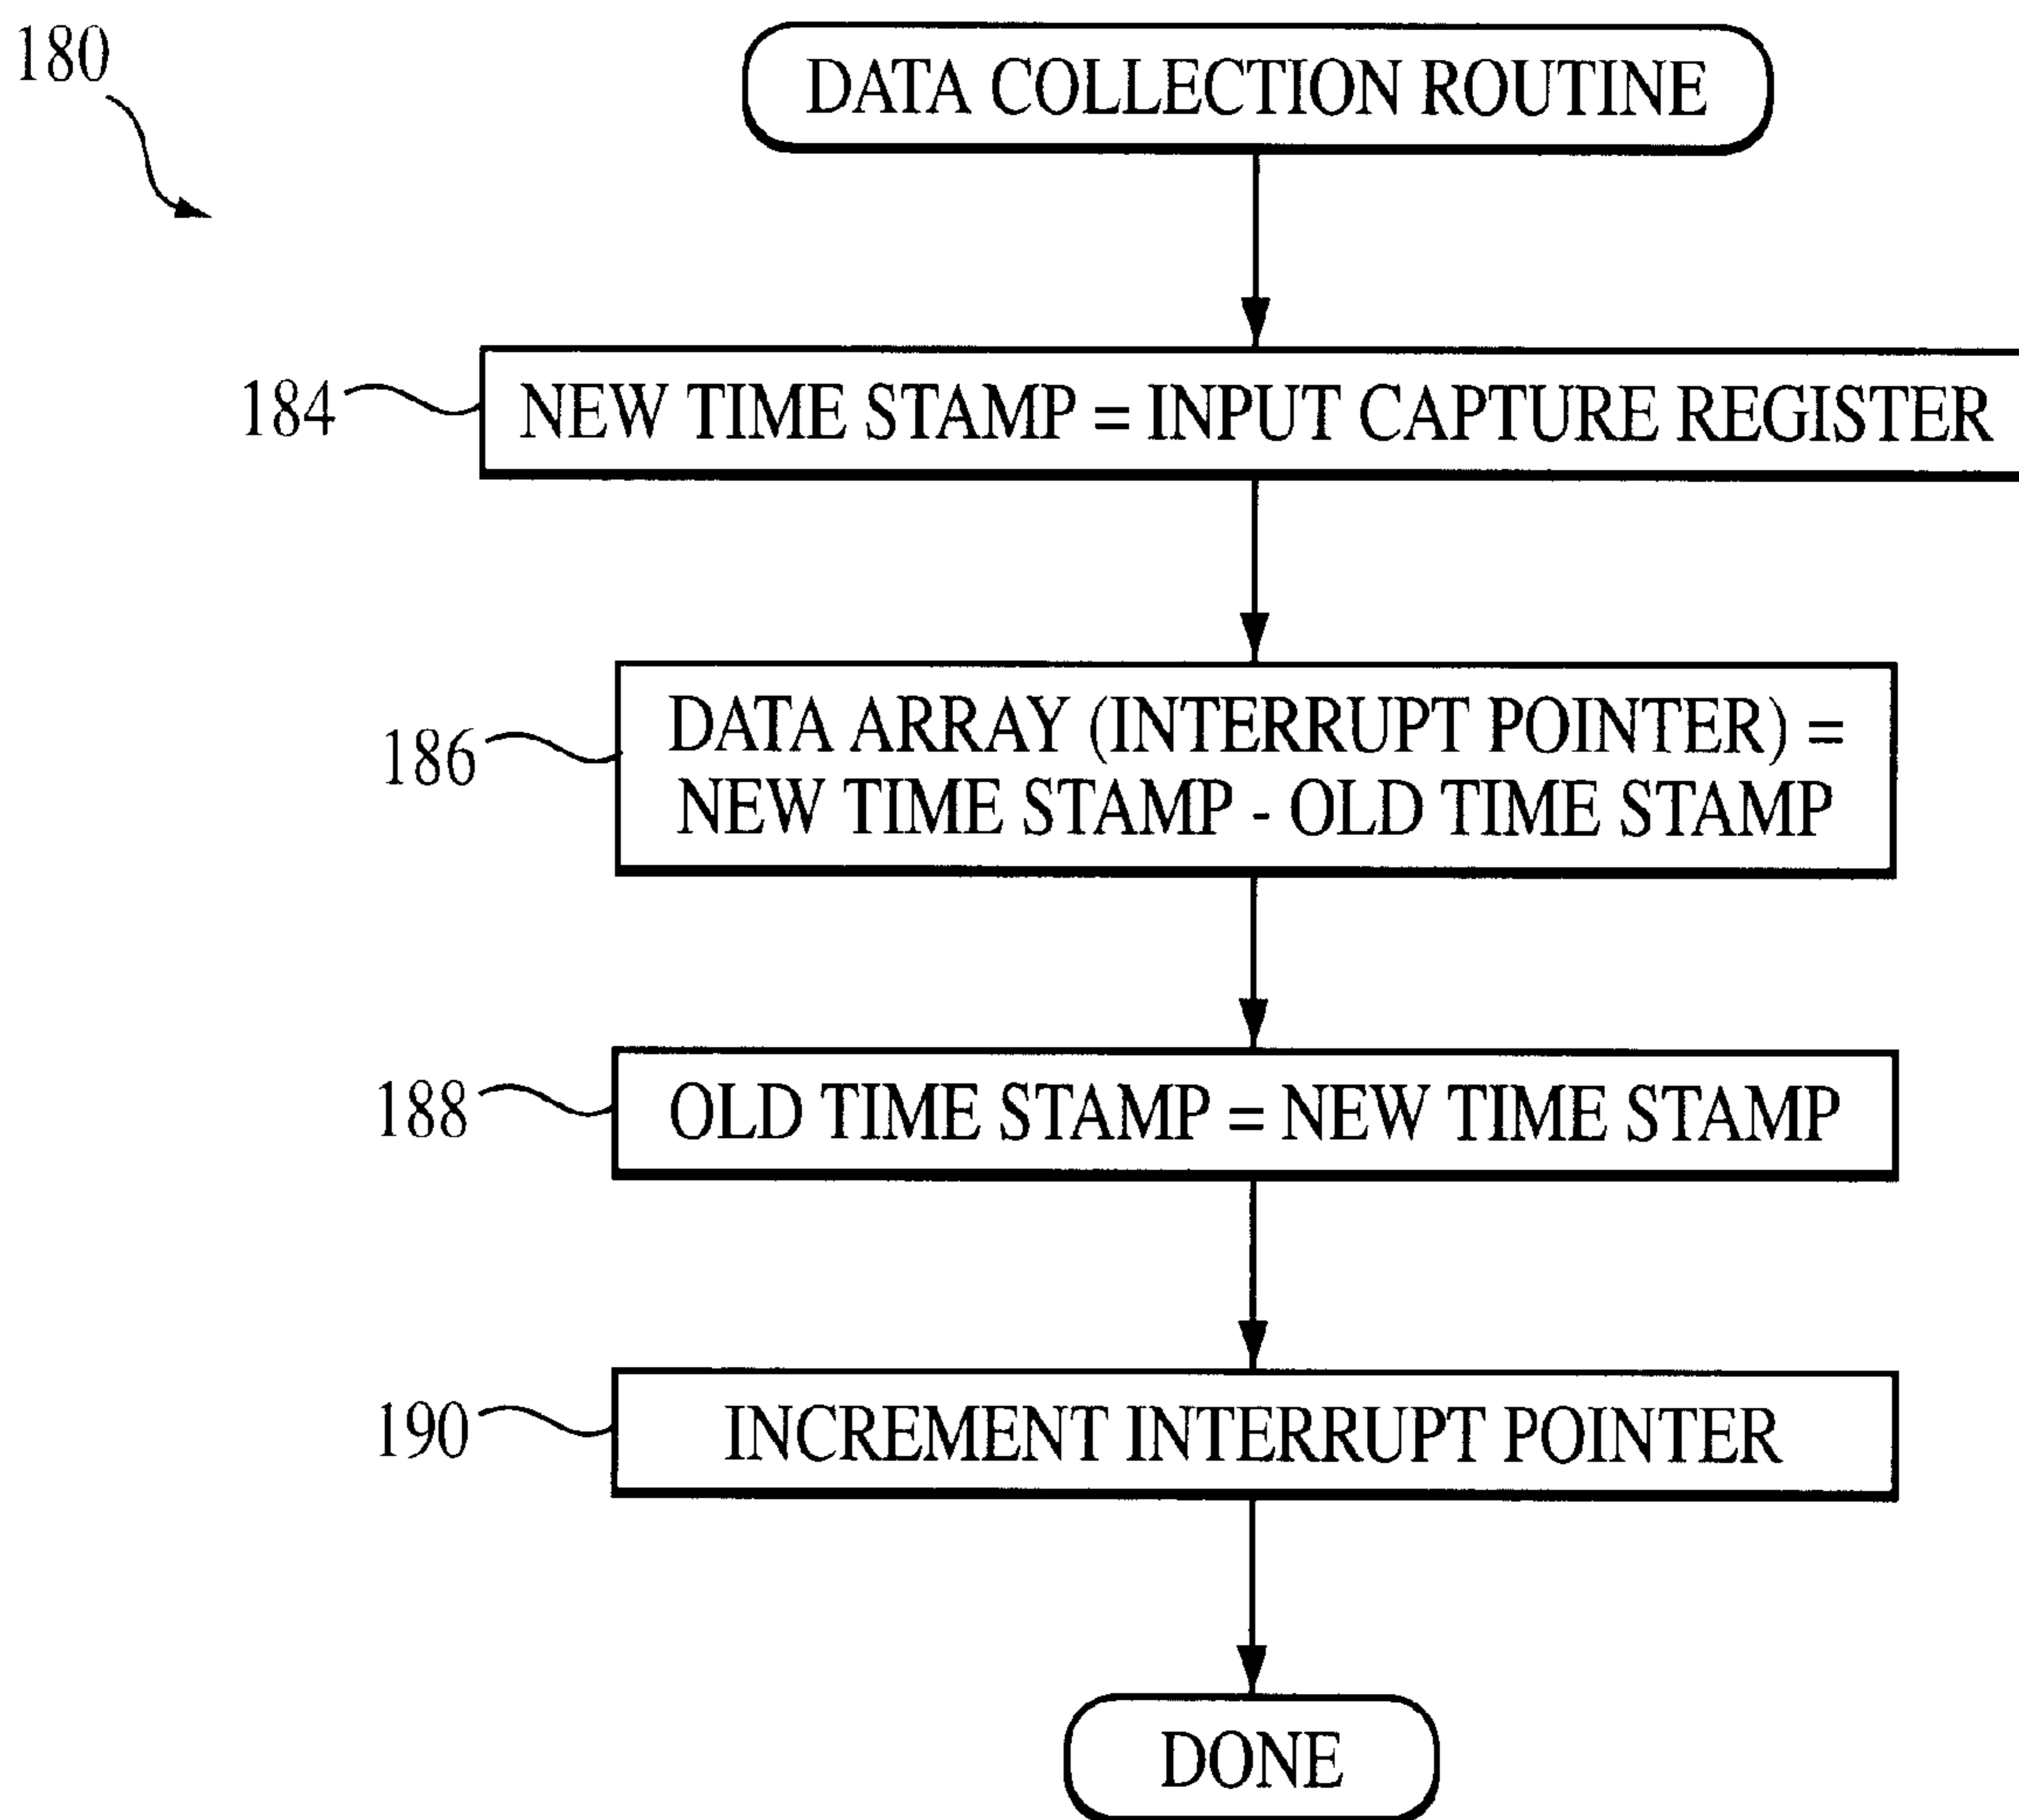 180
DATA COLLECTION ROUTINE
184
NEW TIME STAMP = INPUT CAPTURE REGISTER
186
DATA ARRAY (INTERRUPT POINTER) =
NEW TIME STAMP - OLD TIME STAMP
188
OLD TIME STAMP = NEW TIME STAMP
190
INCREMENT INTERRUPT POINTER
DONE